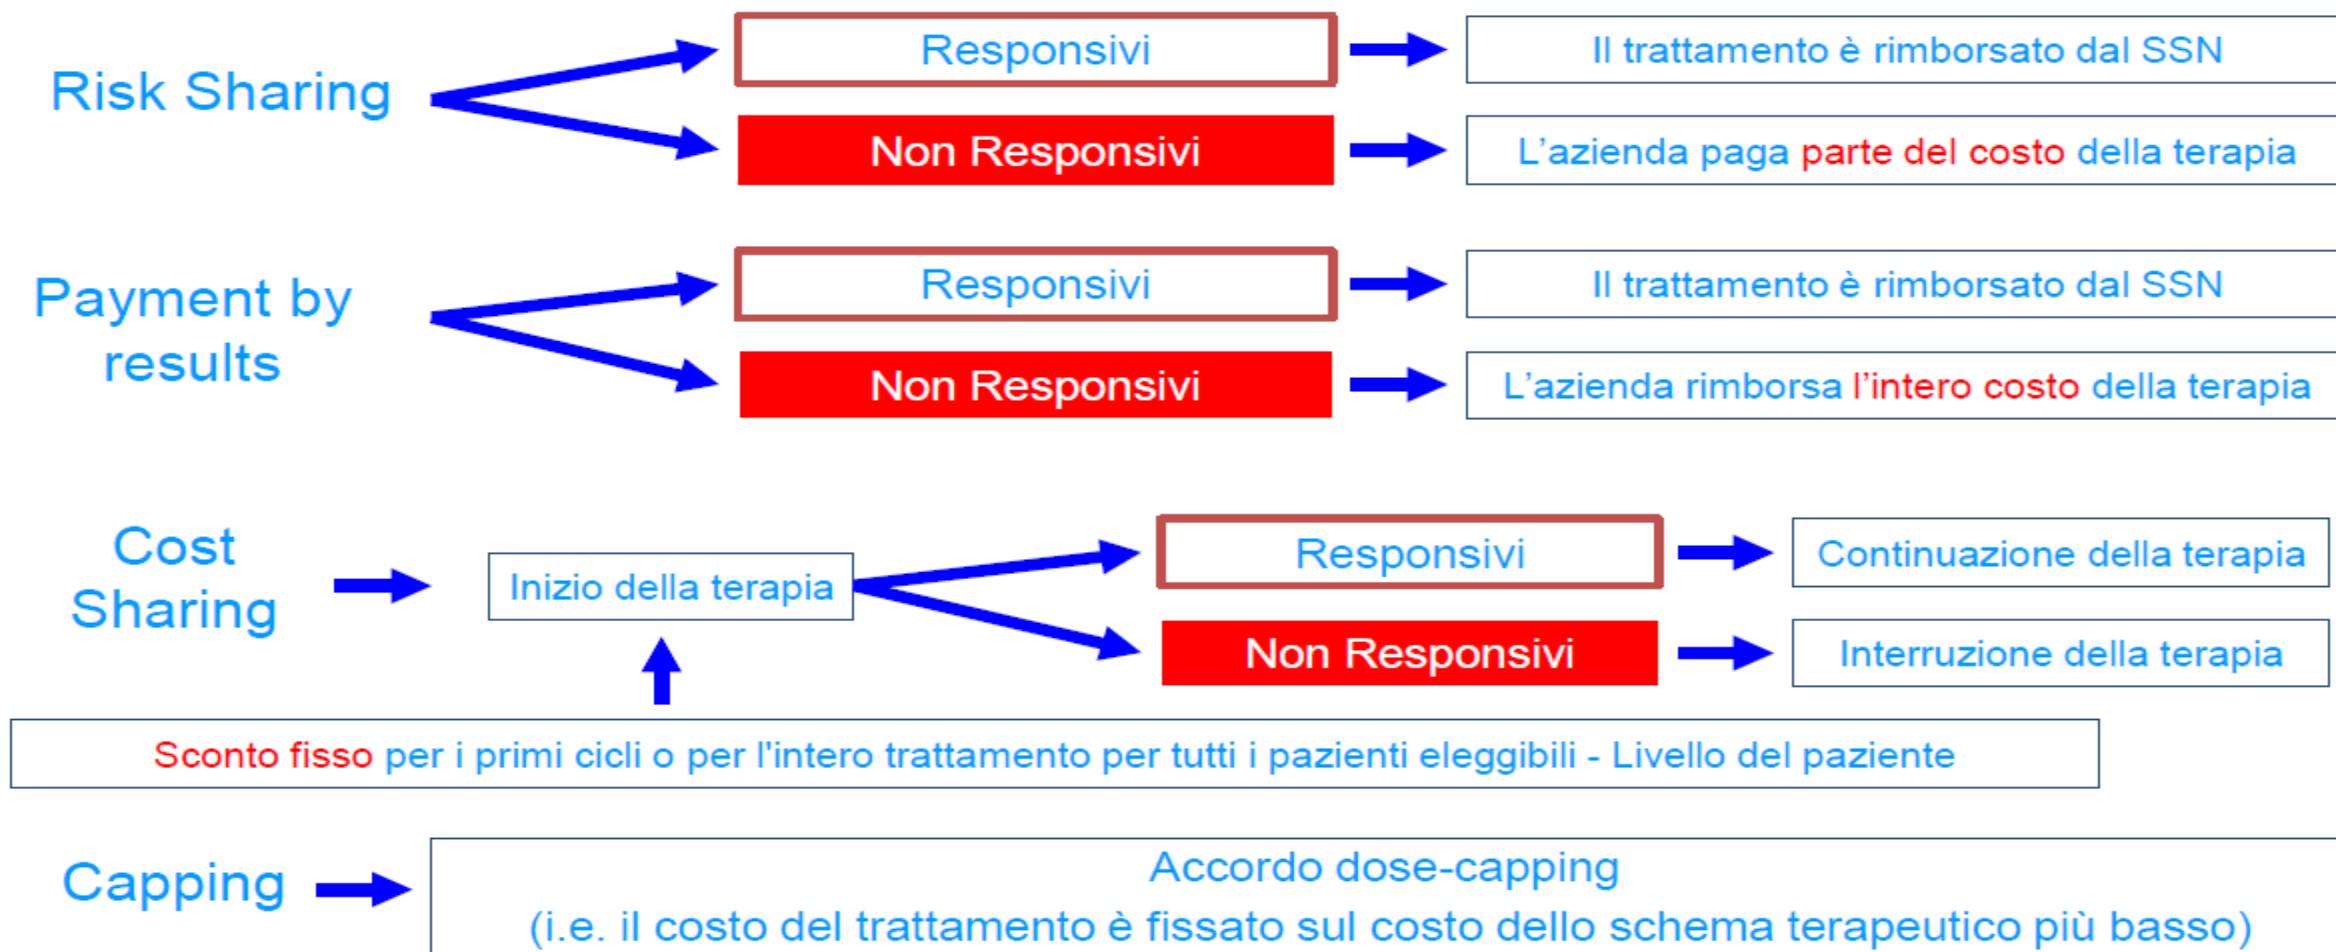 Risk Sharing
Responsivi
Il trattamento è rimborsato dal SSN
Non Responsivi
L’azienda paga parte del costo della terapia
Payment by
results
Responsivi
Il trattamento è rimborsato dal SSN
Non Responsivi
L’azienda rimborsa l’intero costo della terapia
Cost
Sharing
Inizio della terapia
Responsivi
Continuazione della terapia
Non Responsivi
Interruzione della terapia
Sconto fisso per i primi cicli o per l'intero trattamento per tutti i pazienti eleggibili - Livello del paziente
Capping
Accordo dose-capping
(i.e. il costo del trattamento è fissato sul costo dello schema terapeutico più basso)